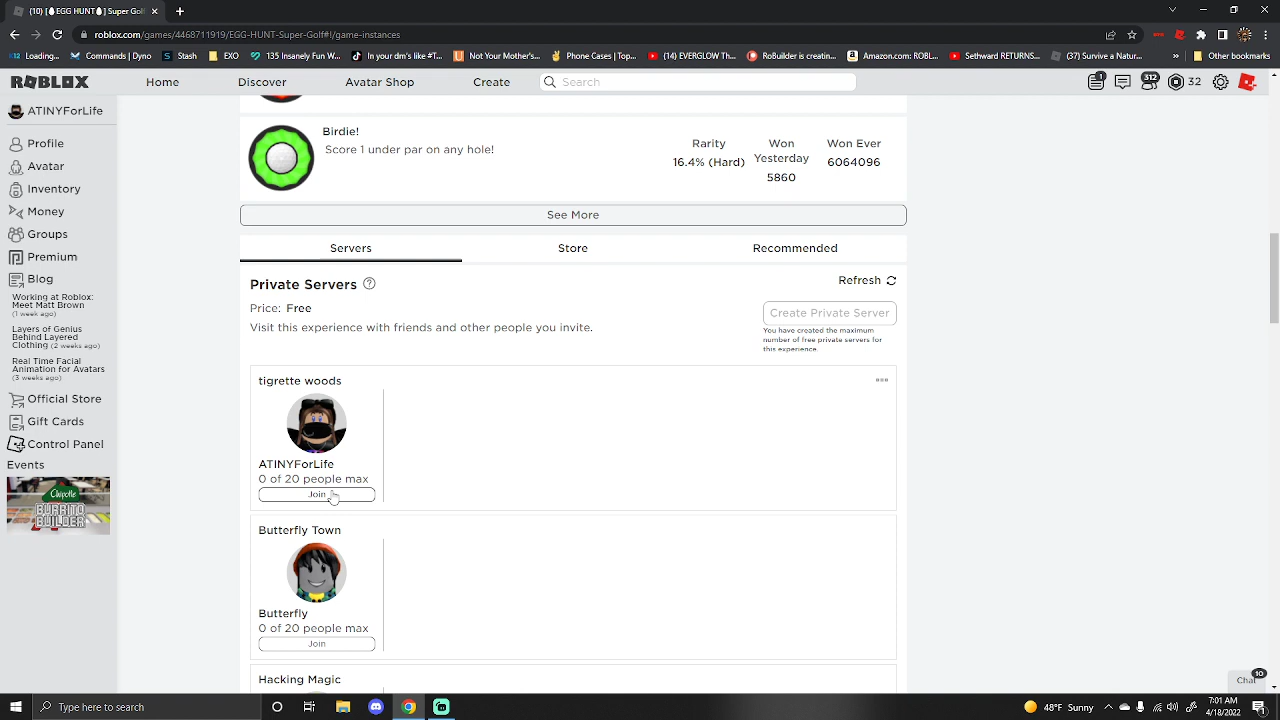 (10) [🥚EGG HUNT🥚] Super Gol
roblox.com/games/4468711919/EGG-HUNT-Super-Golf#!/game-instances
Loading...
Commands | Dyno
Stadia
EXO
135 Insanely Fun dm's like #T...
Not Your Mother's...
Phone Cases | Top...
(14) EVERGLOW Th...
RoBuilder is creatin...
Amazon.com: ROBL...
Sethward RETURNS...
(37) Survive a Natu...
Other bookmarks
ROBLOX
Home
Discover
Avatar Shop
Create
Search
312
32
ATINYForLife
Profile
Avatar
Inventory
Money
Groups
Premium
Blog
Working at Roblox:
Meet Matt Brown
(1 week ago)
Layers of Genius
Behind Layered
Clothing (2 weeks ago)
Real Time Facial
Animation for Avatars
(3 weeks ago)
Official Store
Gift Cards
Control Panel
Events
Chipotle
BURRITO
BUILDER
Birdie!
Score 1 under par on any hole!
Rarity
16.4% (Hard)
Won
Yesterday
5860
Won Ever
6064096
See More
Servers
Store
Recommended
Private Servers
Refresh
Price: Free
Visit this experience with friends and other people you invite.
Create Private Server
You have created the maximum
number of free private servers for
this experience.
tigrette woods
ATINYForLife
0 of 20 people max
Join
Butterfly Town
Butterfly
0 of 20 people max
Join
Hacking Magic
Chat
10
Type here to search
48°F Sunny
7:01 AM
4/18/2022